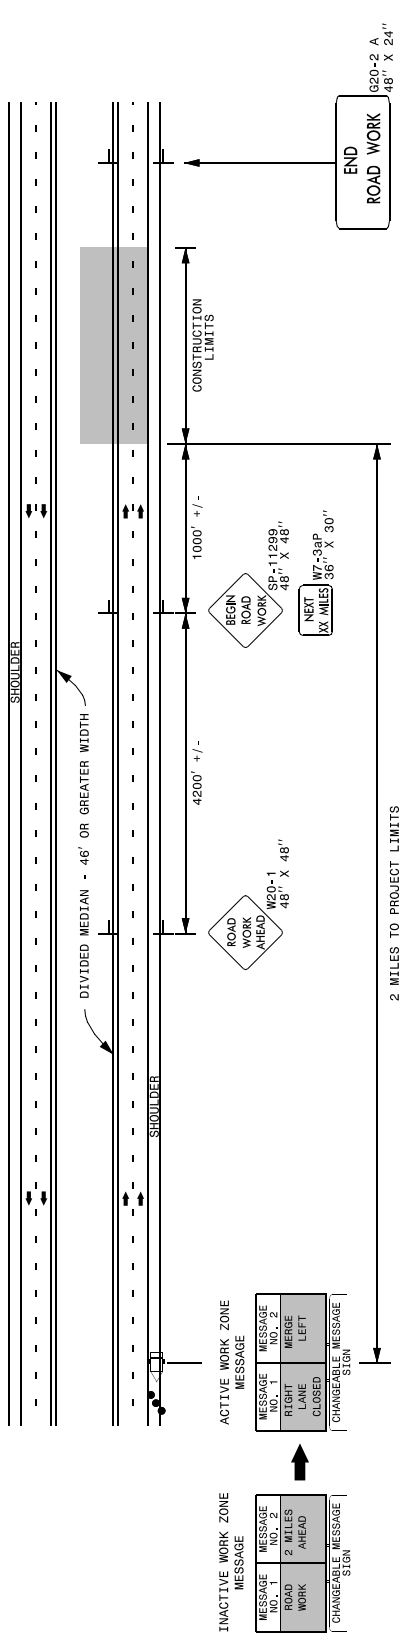 SHOULDER
DIVIDED MEDIAN - 46' OR GREATER WIDTH
SHOULDER
INACTIVE WORK ZONE
MESSAGE
MESSAGE
NO. 1
MESSAGE
NO. 2
ROAD
WORK
2 MILES
AHEAD
CHANGEABLE MESSAGE
SIGN
ACTIVE WORK ZONE
MESSAGE
MESSAGE
NO. 1
MESSAGE
NO. 2
RIGHT
LANE
CLOSED
MERGE
LEFT
CHANGEABLE MESSAGE
SIGN
4200' +/-
1000' +/-
CONSTRUCTION
LIMITS
ROAD
WORK
AHEAD
W20-1
48" X 48"
BEGIN
ROAD
WORK
SP-11299
48" X 48"
NEXT
XX MILES
W7-3aP
36" X 30"
END
ROAD WORK
G20-2 A
48" X 24"
2 MILES TO PROJECT LIMITS